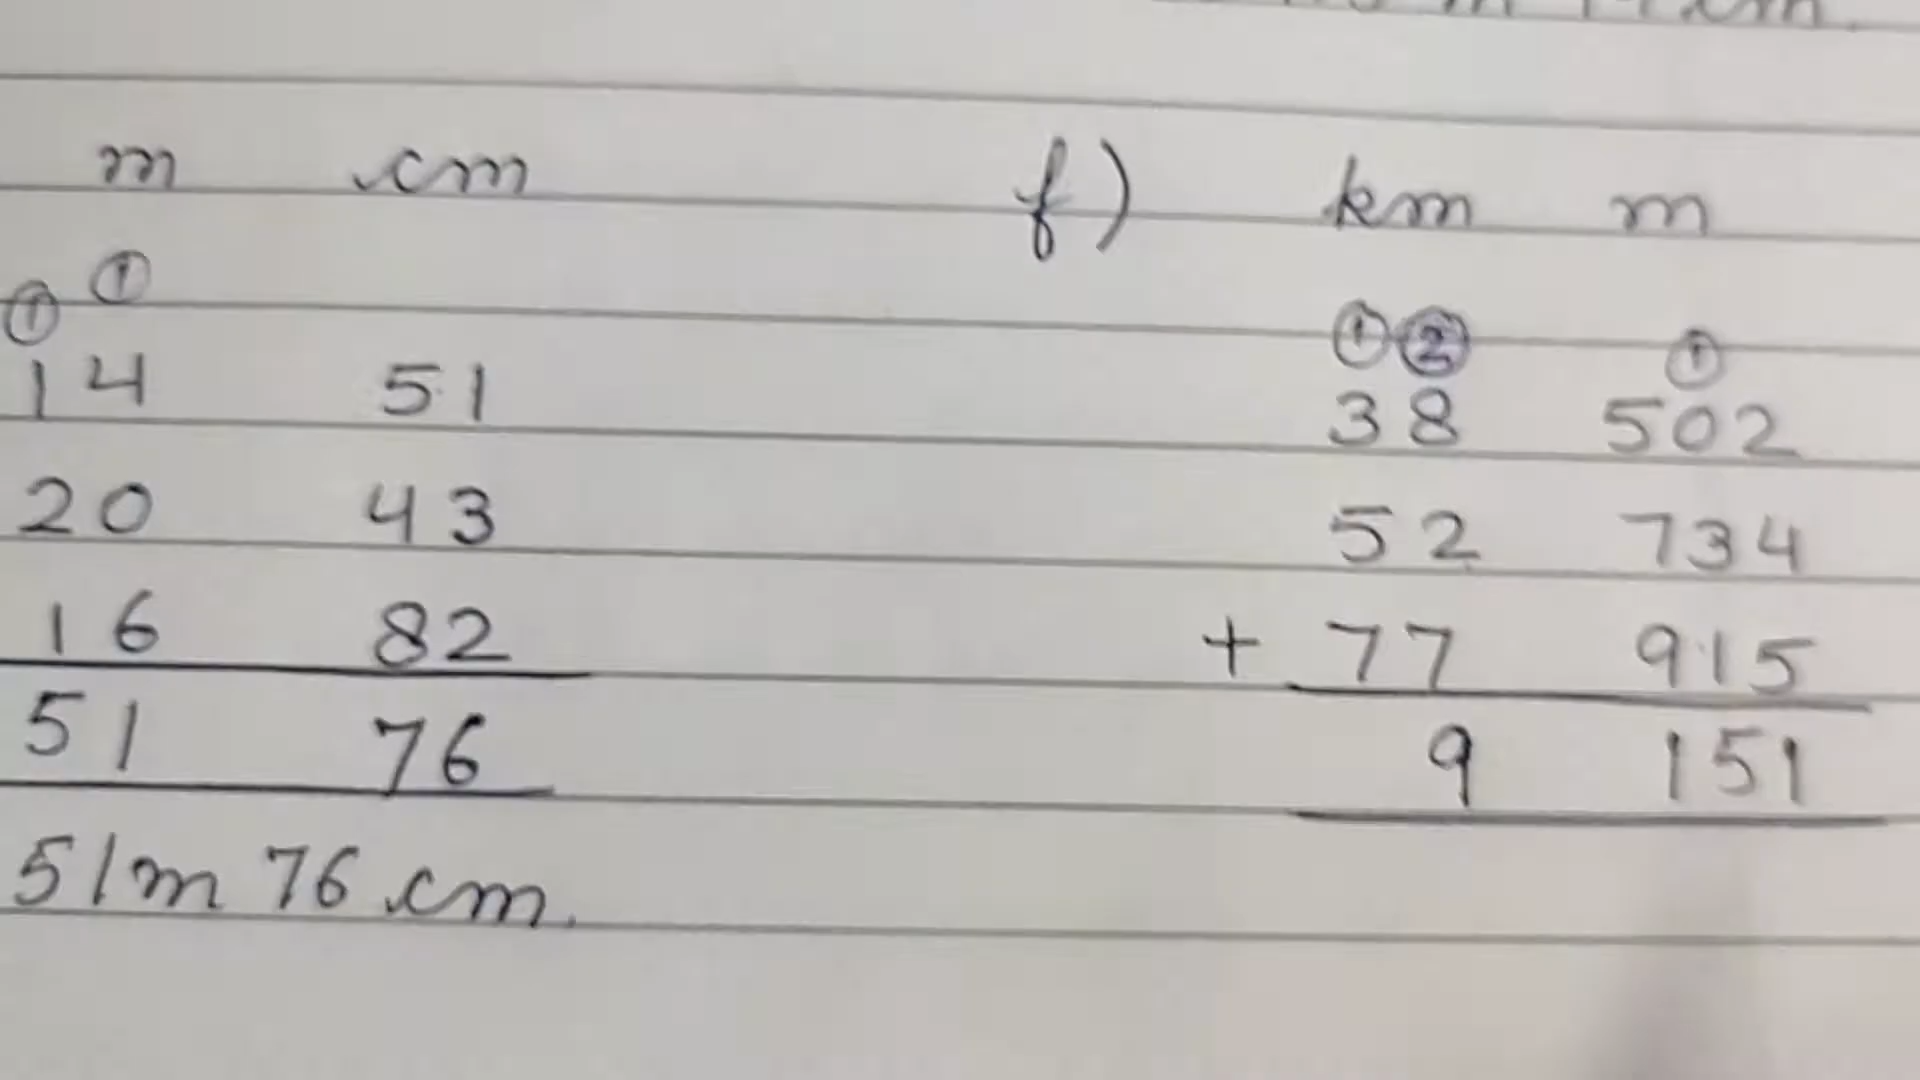 m cm
① ①
14 51
20 43
16 82
51 76
51m 76 cm.
f) km m
① ② ①
38 502
52 734
+ 77 915
9 151